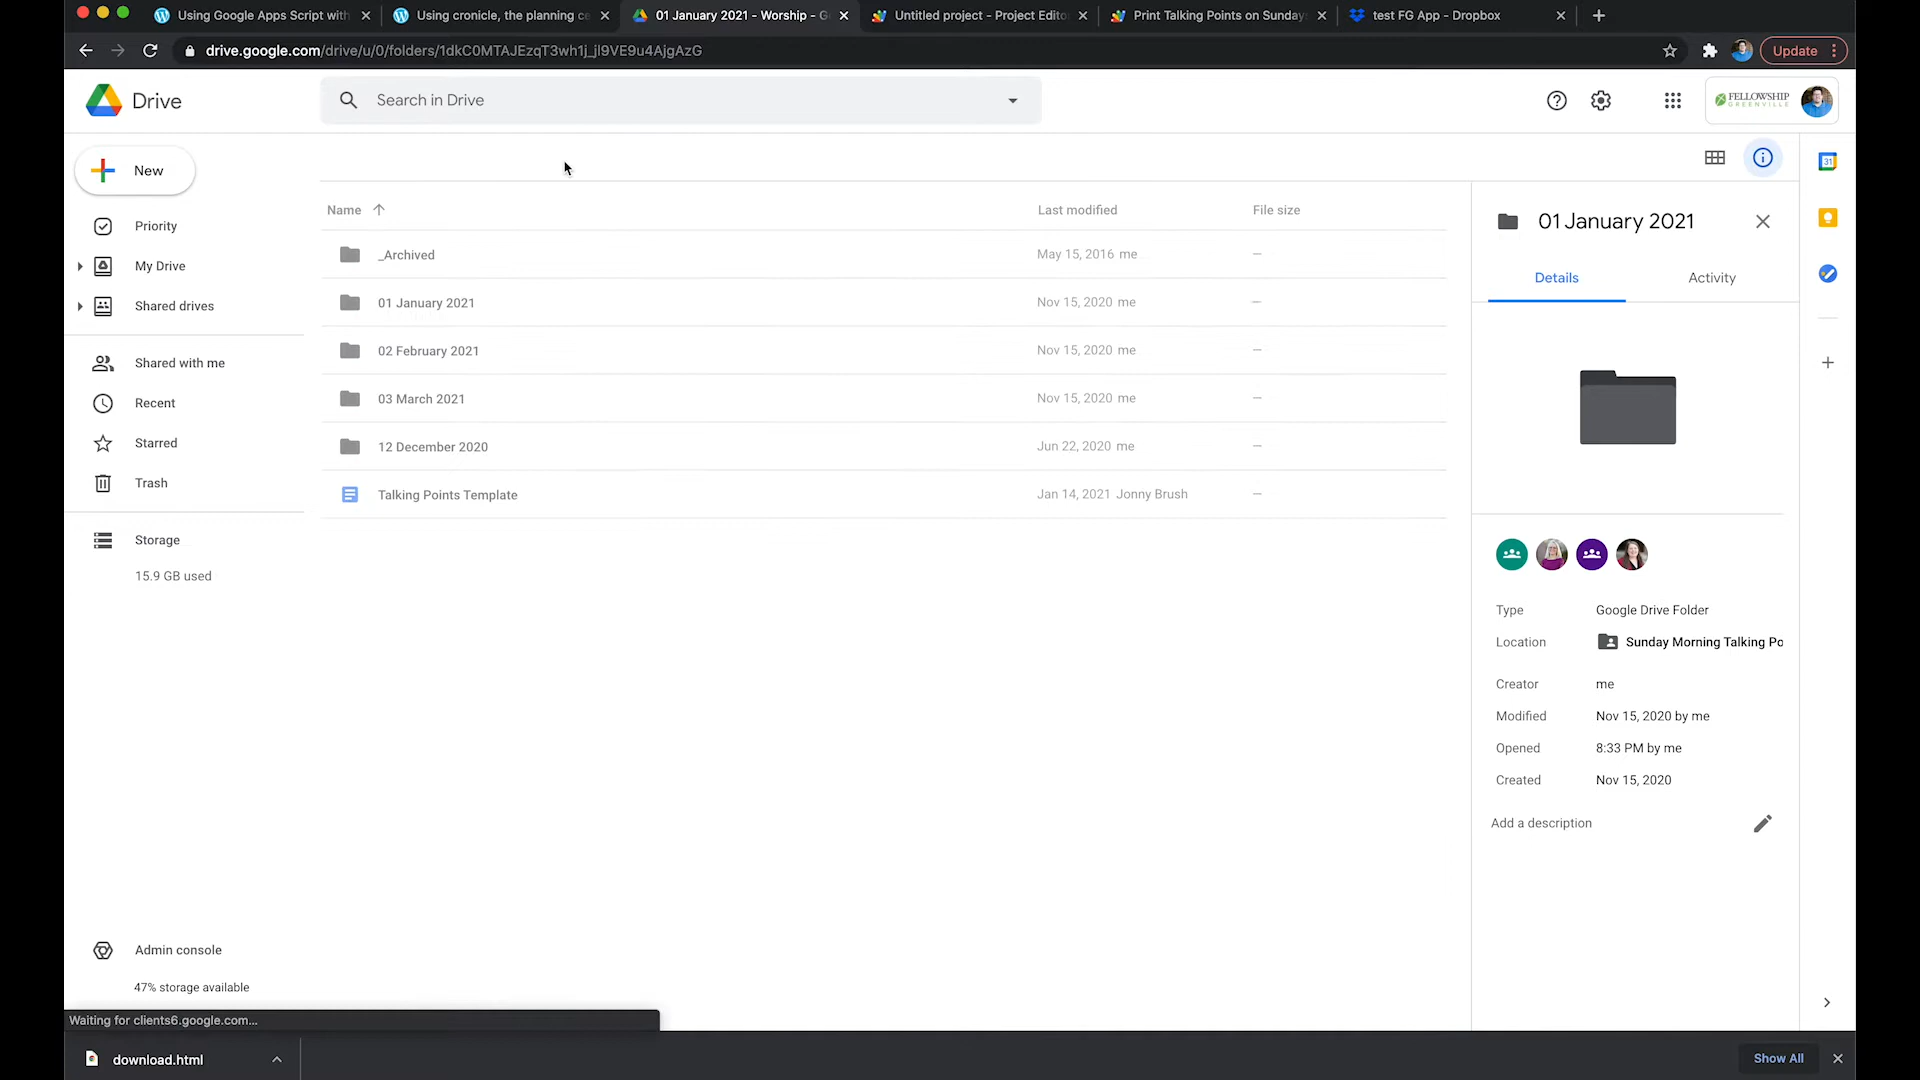 Using Google Apps Script with
Using cronicle, the planning ce
01 January 2021 - Worship - G
Untitled project - Project Editor
Print Talking Points on Sundays
test FG App - Dropbox
drive.google.com/drive/u/0/folders/1dkC0MTAJEzqT3wh1j_jl9VE9u4AjgAzG
Update
Drive
Search in Drive
FELLOWSHIP
GREENVILLE
New
Priority
My Drive
Shared drives
Shared with me
Recent
Starred
Trash
Storage
15.9 GB used
Admin console
47% storage available
Name
Last modified
File size
_Archived
May 15, 2016 me
—
01 January 2021
Nov 15, 2020 me
—
02 February 2021
Nov 15, 2020 me
—
03 March 2021
Nov 15, 2020 me
—
12 December 2020
Jun 22, 2020 me
—
Talking Points Template
Jan 14, 2021 Jonny Brush
—
01 January 2021
Details
Activity
Type
Google Drive Folder
Location
Sunday Morning Talking Po
Creator
me
Modified
Nov 15, 2020 by me
Opened
8:33 PM by me
Created
Nov 15, 2020
Add a description
31
Waiting for clients6.google.com...
download.html
Show All